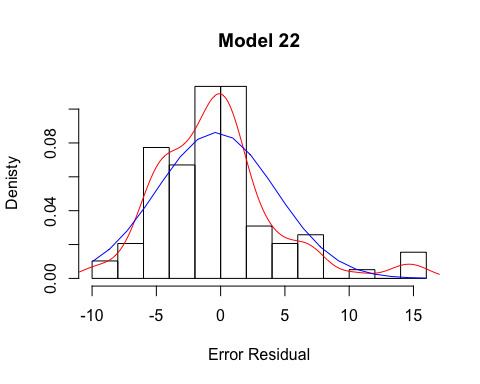 Model 22
Denisty
0.00 0.04 0.08
-10 -5 0 5 10 15
Error Residual